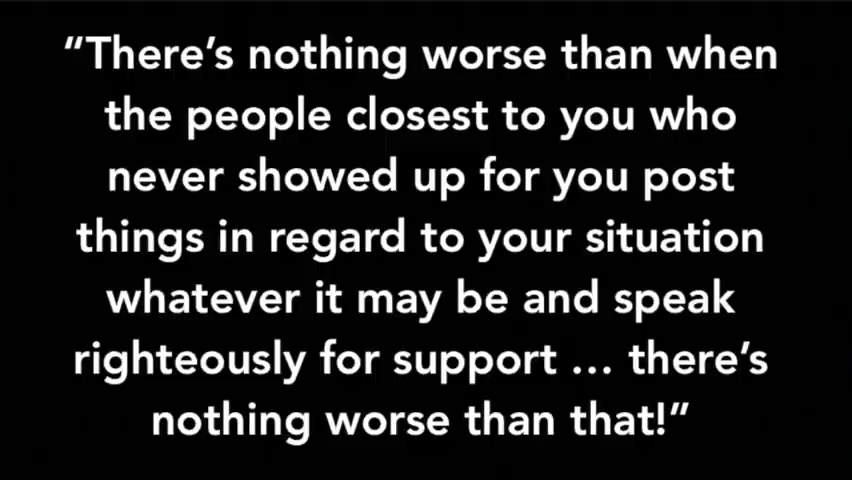 “There’s nothing worse than when
the people closest to you who
never showed up for you post
things in regard to your situation
whatever it may be and speak
righteously for support … there’s
nothing worse than that!”